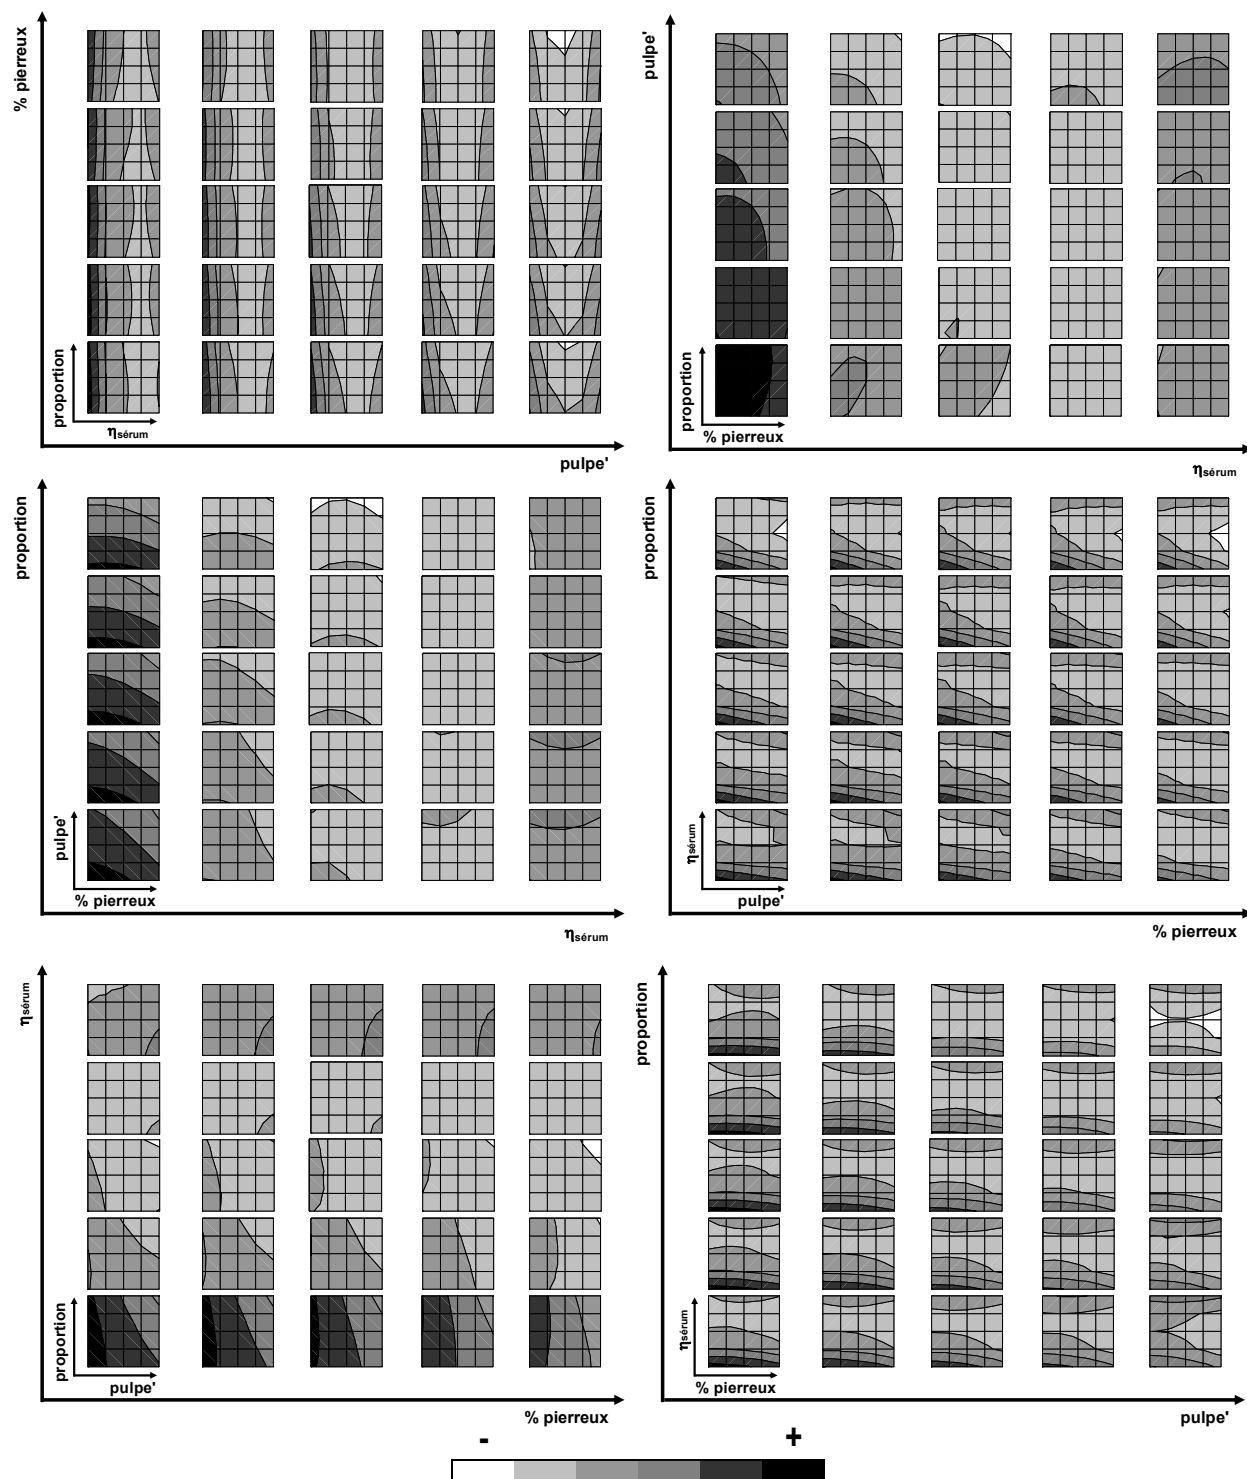 % pierreux
proportion
ηsérum
pulpe'
pulpe'
proportion
% pierreux
ηsérum
proportion
pulpe'
% pierreux
ηsérum
proportion
ηsérum
pulpe'
% pierreux
ηsérum
proportion
pulpe'
% pierreux
proportion
ηsérum
% pierreux
pulpe'
- +